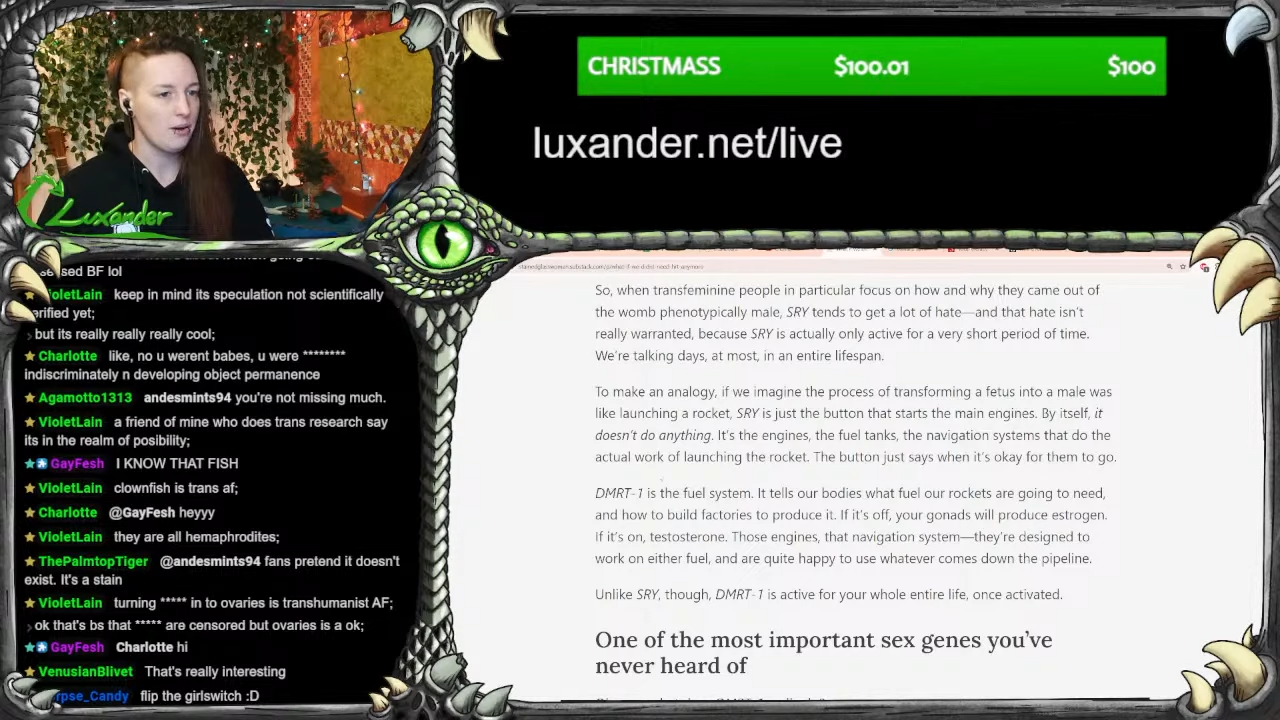 CHRISTMASS $100.01 $100
luxander.net/live
Luxander
BF lol
VioletLain keep in mind its speculation not scientifically
verified yet;
but its really really really cool;
Charlotte like, no u werent babes, u were ********
indiscriminately n developing object permanence
Agamotto1313 andesmints94 you're not missing much.
VioletLain a friend of mine who does trans research say
its in the realm of posibility;
GayFesh I KNOW THAT FISH
VioletLain clownfish is trans af;
Charlotte @GayFesh heyyy
VioletLain they are all hemaphrodites;
ThePalmtopTiger @andesmints94 fans pretend it doesn't
exist. It's a stain
VioletLain turning ***** in to ovaries is transhumanist AF;
ok that's bs that ***** are censored but ovaries is a ok;
GayFesh Charlotte hi
VenusianBlivet That's really interesting
rpse_Candy flip the girlswitch :D
So, when transfeminine people in particular focus on how and why they came out of
the womb phenotypically male, SRY tends to get a lot of hate—and that hate isn't
really warranted, because SRY is actually only active for a very short period of time.
We're talking days, at most, in an entire lifespan.
To make an analogy, if we imagine the process of transforming a fetus into a male was
like launching a rocket, SRY is just the button that starts the main engines. By itself, it
doesn't do anything. It's the engines, the fuel tanks, the navigation systems that do the
actual work of launching the rocket. The button just says when it's okay for them to go.
DMRT-1 is the fuel system. It tells our bodies what fuel our rockets are going to need,
and how to build factories to produce it. If it's off, your gonads will produce estrogen.
If it's on, testosterone. Those engines, that navigation system—they're designed to
work on either fuel, and are quite happy to use whatever comes down the pipeline.
Unlike SRY, though, DMRT-1 is active for your whole entire life, once activated.
One of the most important sex genes you've
never heard of